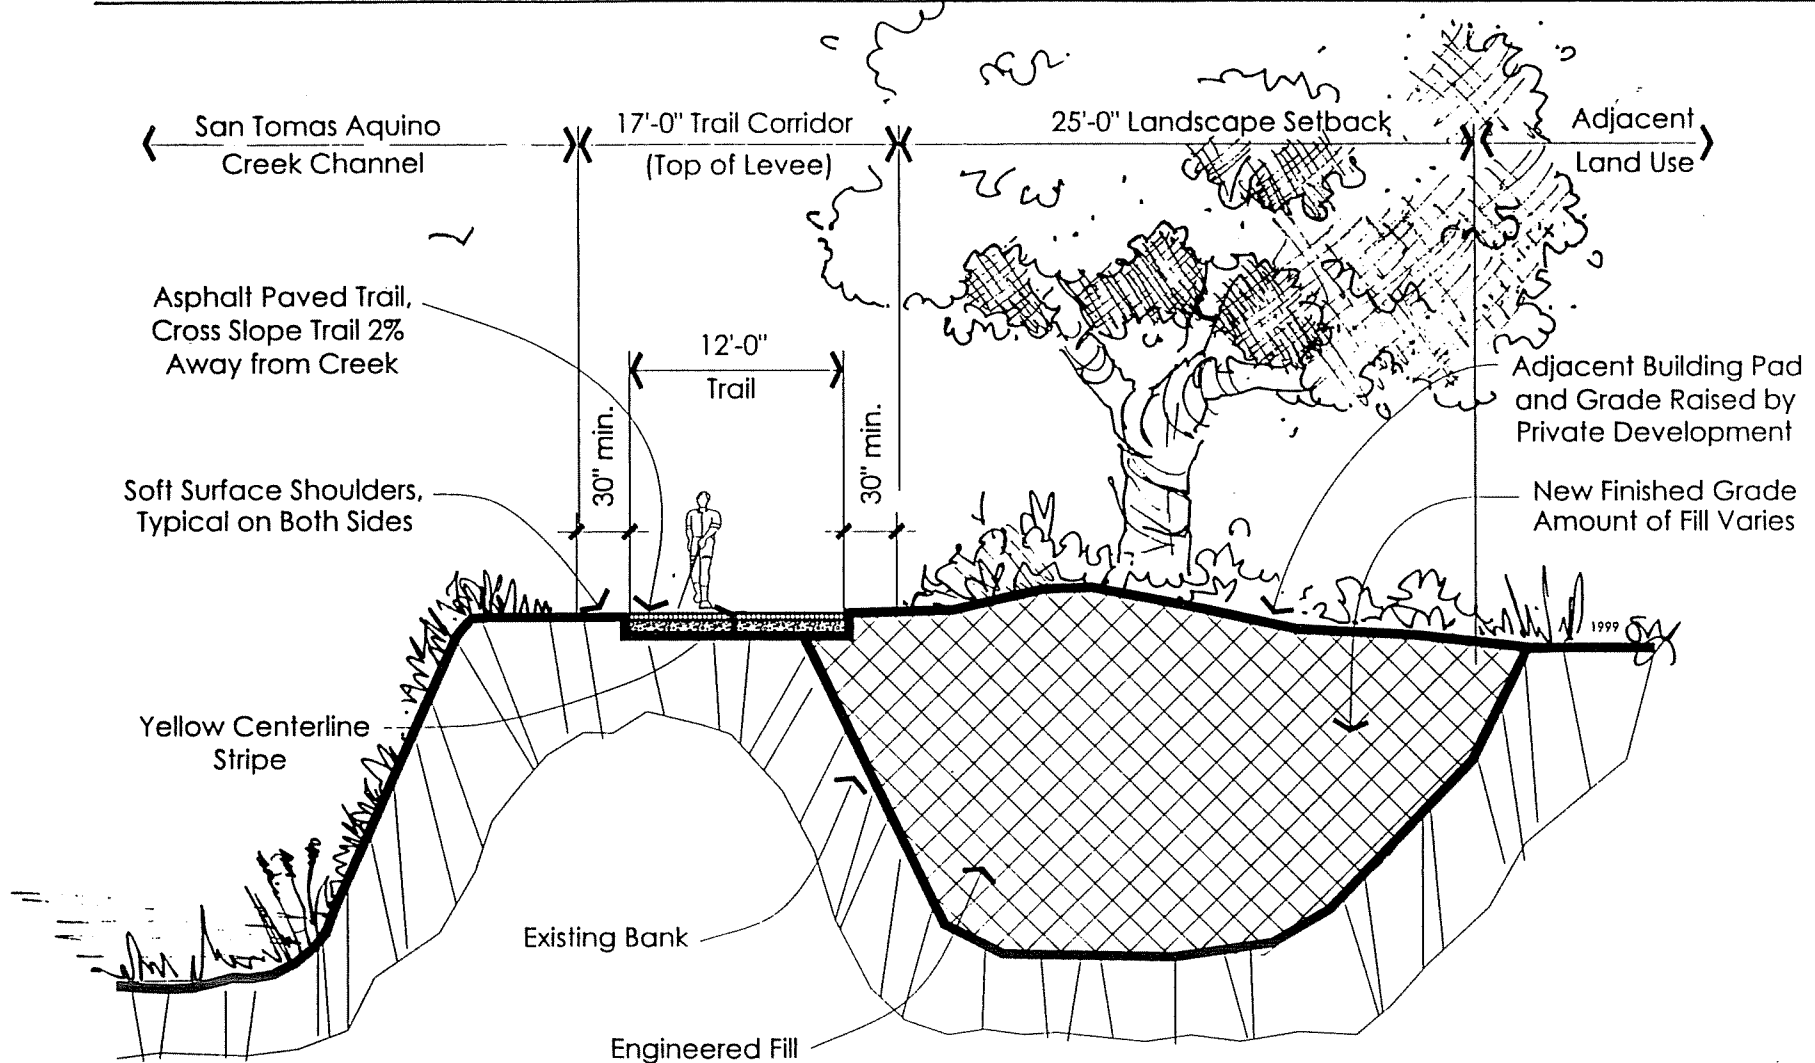 San Tomas Aquino
Creek Channel
17'-0" Trail Corridor
(Top of Levee)
25'-0" Landscape Setback
Adjacent
Land Use
Asphalt Paved Trail,
Cross Slope Trail 2%
Away from Creek
12'-0"
Trail
30" min.
30" min.
Adjacent Building Pad
and Grade Raised by
Private Development
Soft Surface Shoulders,
Typical on Both Sides
New Finished Grade
Amount of Fill Varies
1999
Yellow Centerline
Stripe
Existing Bank
Engineered Fill